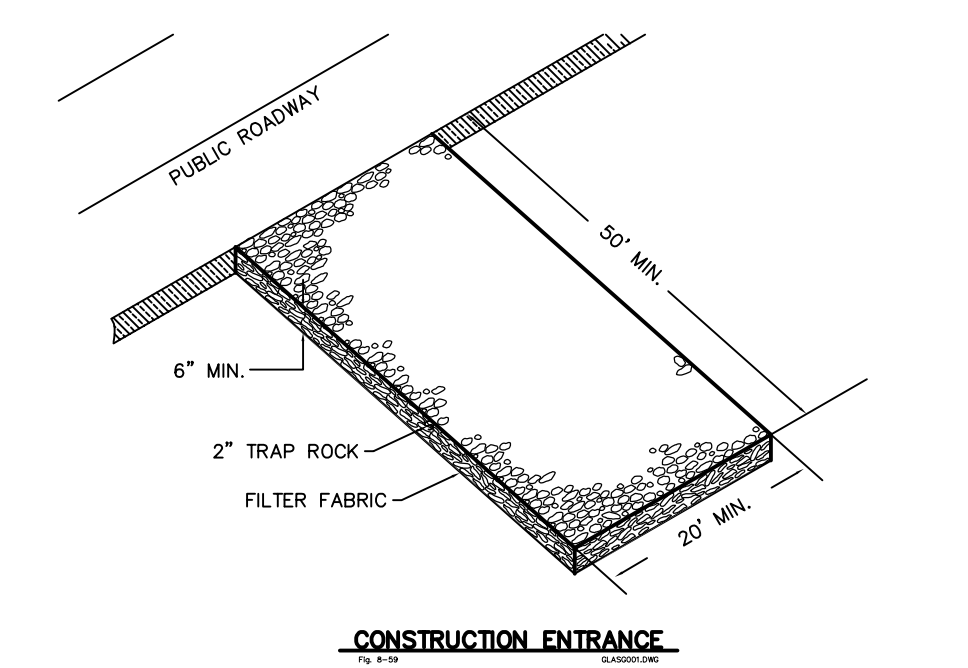 PUBLIC ROADWAY
50' MIN.
6” MIN.
2” TRAP ROCK
FILTER FABRIC
20' MIN.
CONSTRUCTION ENTRANCE
Fig. 8-59
GLASG001.DWG